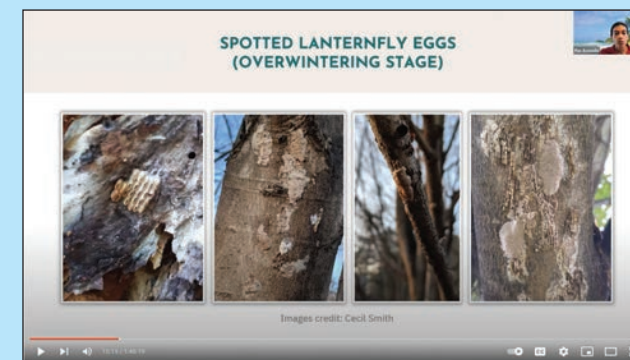 SPOTTED LANTERNFLY EGGS
(OVERWINTERING STAGE)
Images credit: Cecil Smith